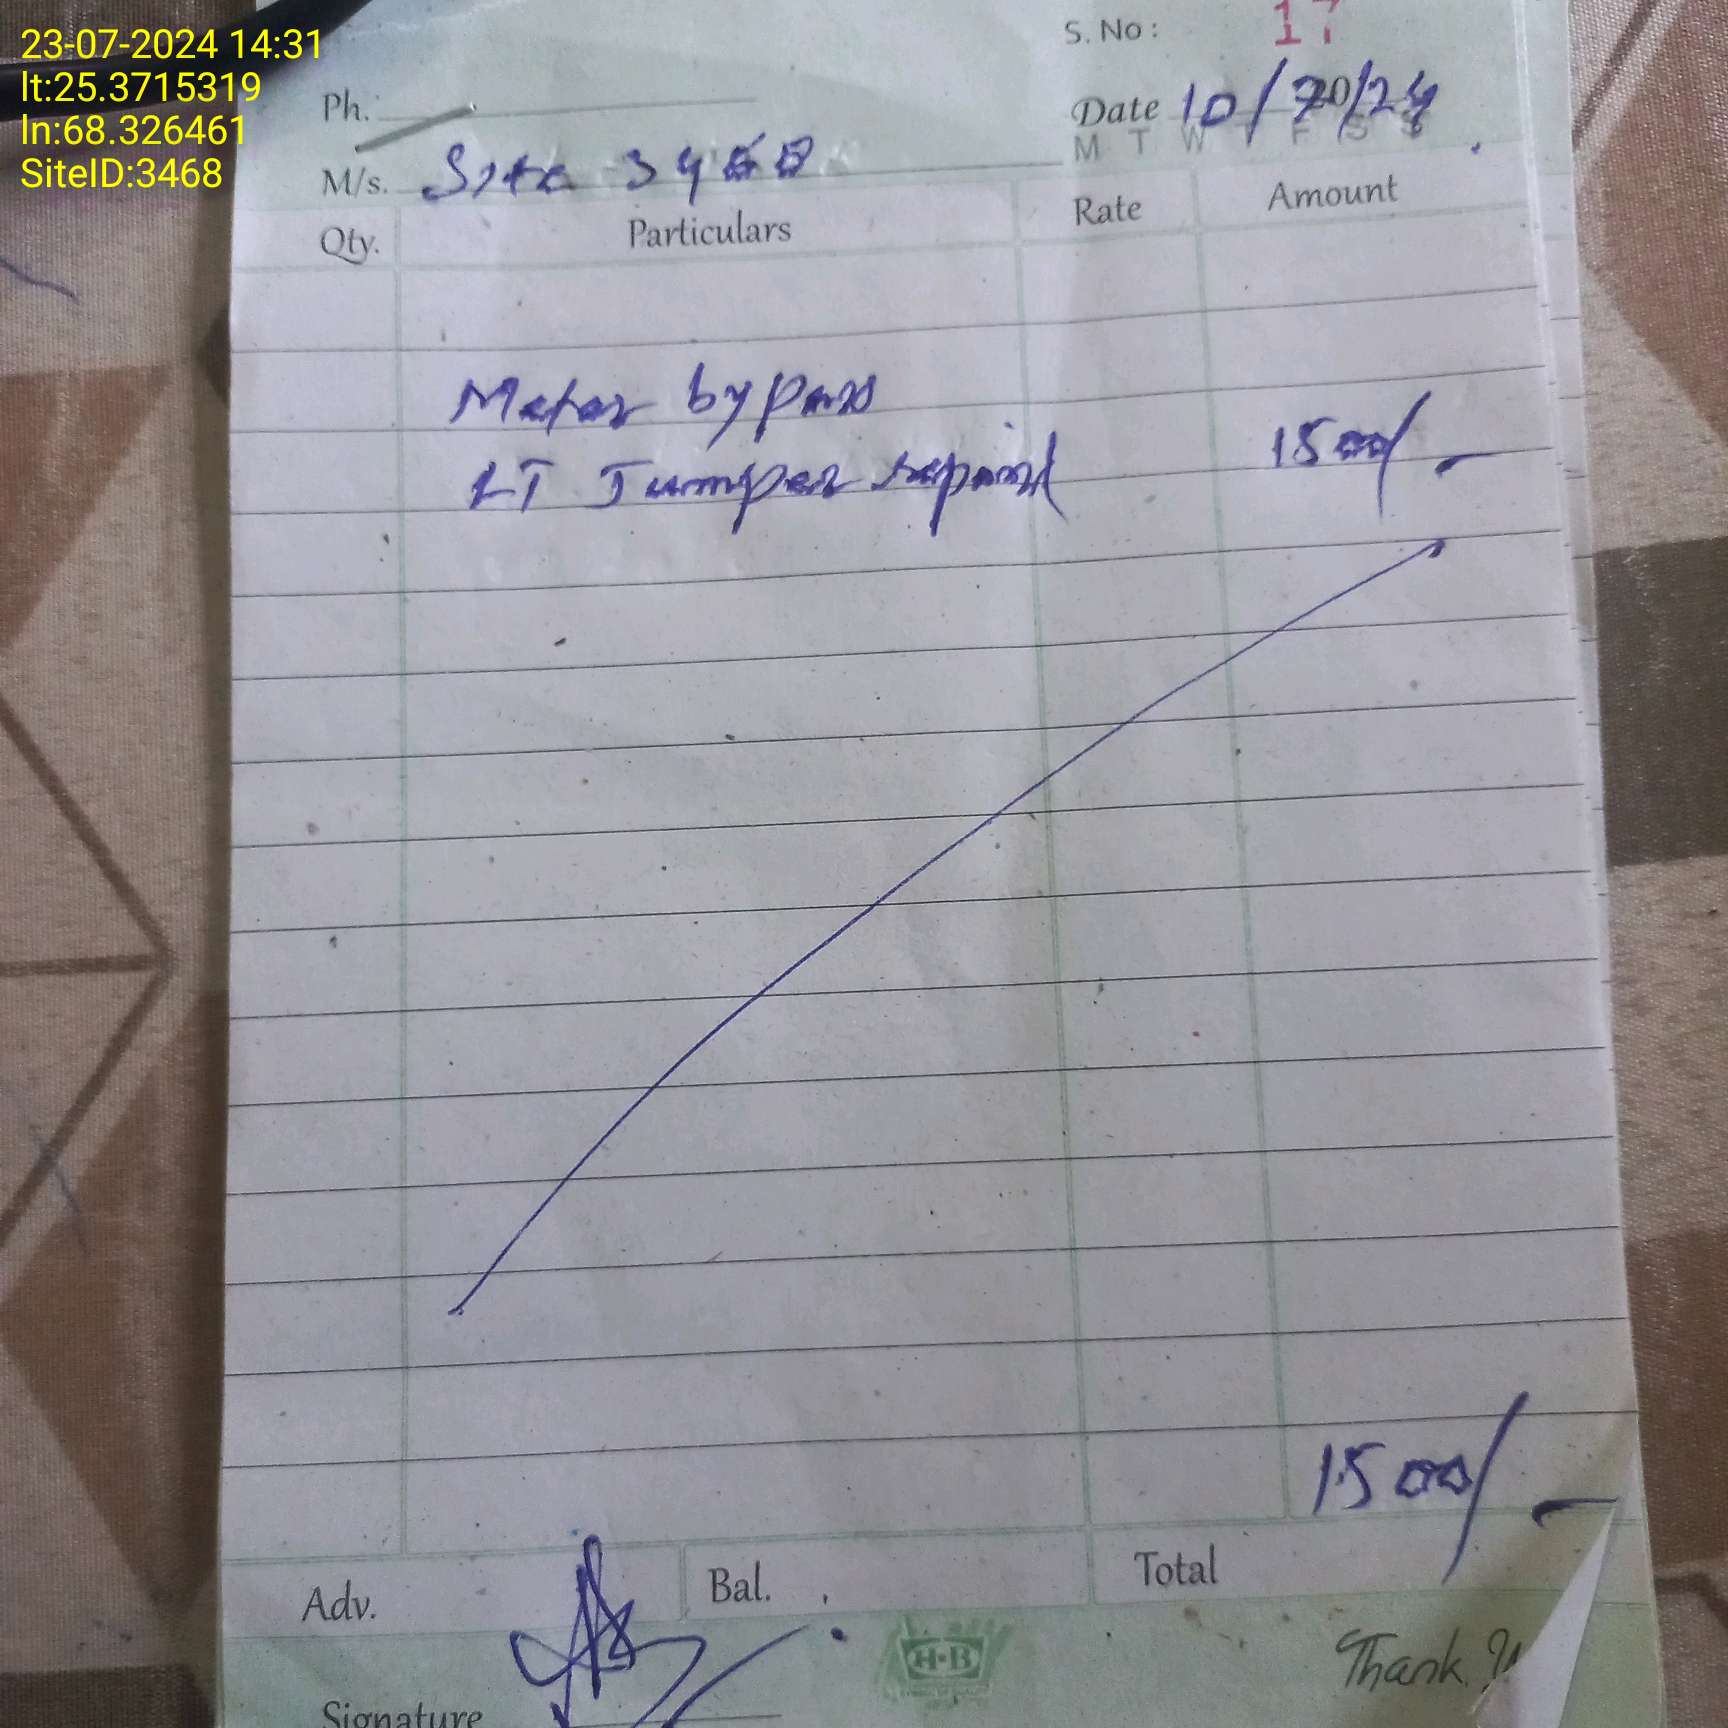 23-07-2024 14:31
lt:25.3715319
ln:68.326461
SiteID:3468
S. No: 17
Ph.:
Date 10/7/24
M T W T F S S
M/s. Site 3468
Qty. Particulars Rate Amount
Meter bypass
LT Jumper repaird 1500/-
1500/-
Adv. Bal. Total
H-B
Thank
Signature